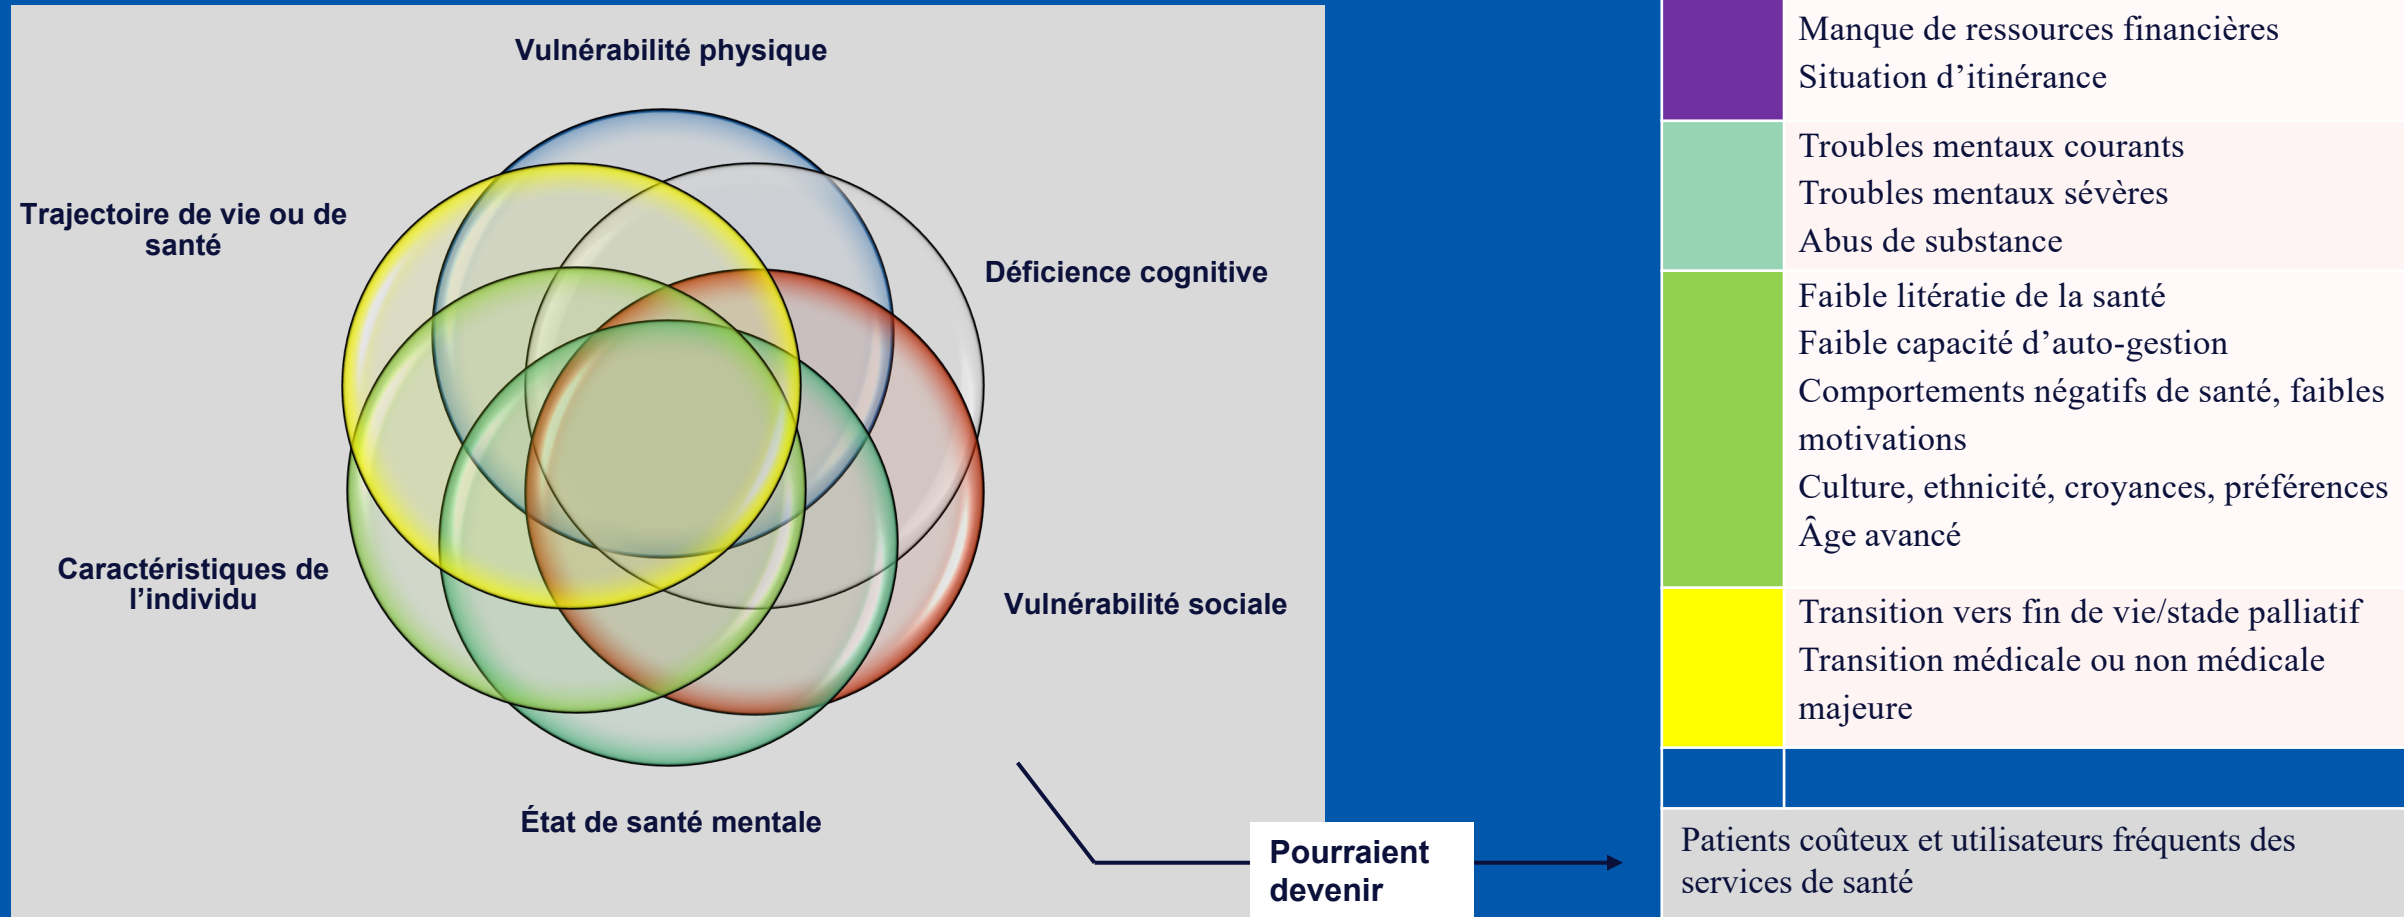 Vulnérabilité physique
Trajectoire de vie ou de
santé
Déficience cognitive
Caractéristiques de
l’individu
Vulnérabilité sociale
État de santé mentale
Pourraient
devenir
Manque de ressources financières
Situation d’itinérance
Troubles mentaux courants
Troubles mentaux sévères
Abus de substance
Faible litératie de la santé
Faible capacité d’auto-gestion
Comportements négatifs de santé, faibles
motivations
Culture, ethnicité, croyances, préférences
Âge avancé
Transition vers fin de vie/stade palliatif
Transition médicale ou non médicale
majeure
Patients coûteux et utilisateurs fréquents des
services de santé